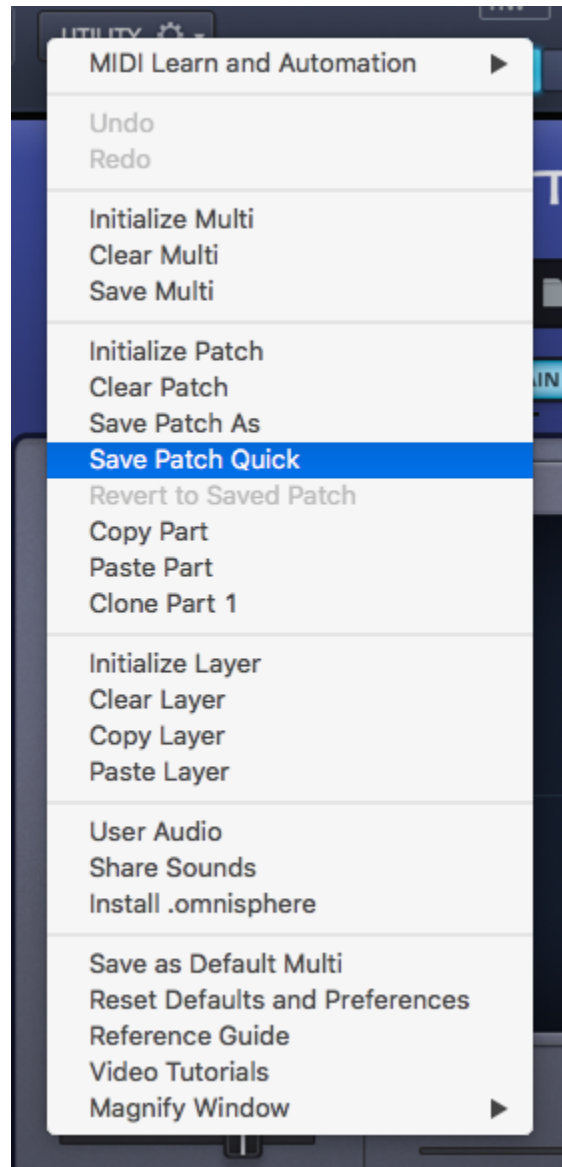 UTILITY
MIDI Learn and Automation
Undo
Redo
Initialize Multi
Clear Multi
Save Multi
Initialize Patch
Clear Patch
Save Patch As
Save Patch Quick
Revert to Saved Patch
Copy Part
Paste Part
Clone Part 1
Initialize Layer
Clear Layer
Copy Layer
Paste Layer
User Audio
Share Sounds
Install .omnisphere
Save as Default Multi
Reset Defaults and Preferences
Reference Guide
Video Tutorials
Magnify Window